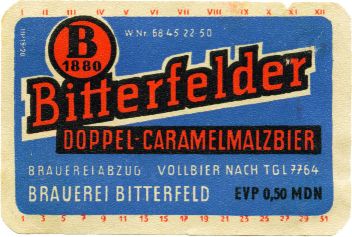 I II III IV V VI VII VIII IX X XI XII
B
1880
W.Nr. 68 45 22 50
Bitterfelder
DOPPEL-CARAMELMALZBIER
BRAUEREIABZUG VOLLBIER NACH TGL 7764
BRAUEREI BITTERFELD EVP 0,50 MDN
1 3 5 7 9 11 13 15 17 19 21 23 25 27 29 31